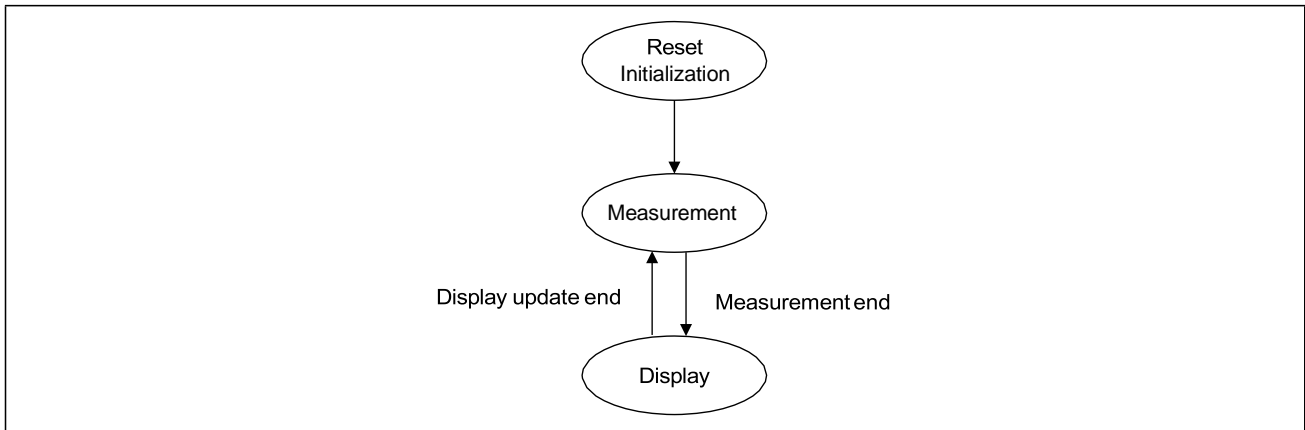 Reset
Initialization
Measurement
Display update end
Measurement end
Display